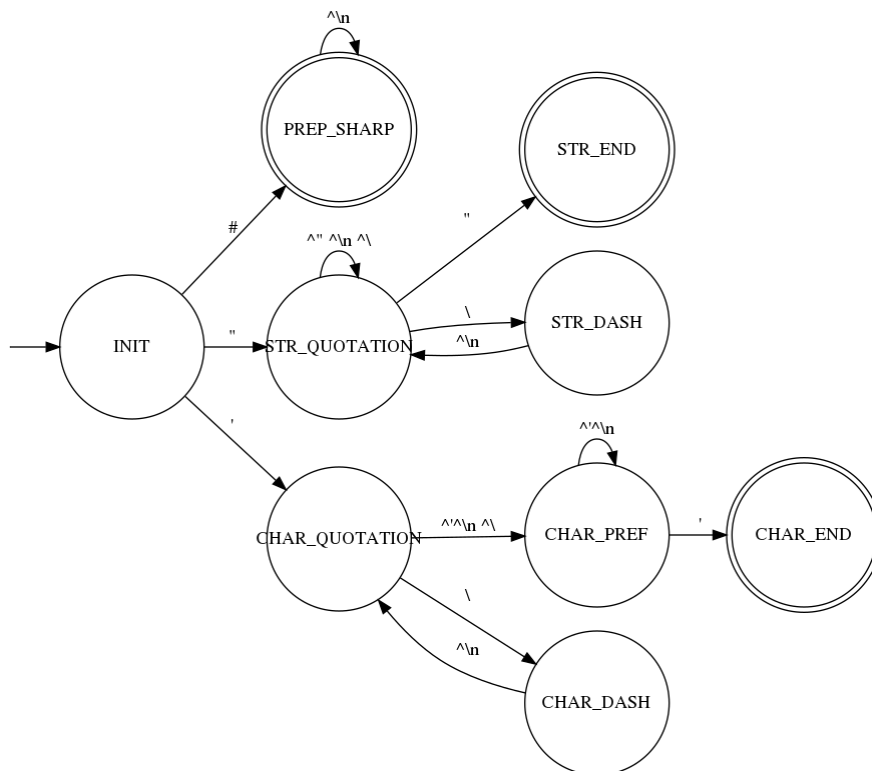 ^\n
PREP_SHARP
STR_END
#
"
^" ^\n ^\
\
STR_DASH
INIT
"
STR_QUOTATION
^\n
'
^'^\n
CHAR_QUOTATION
^'^\n ^\
CHAR_PREF
'
CHAR_END
\
^\n
CHAR_DASH